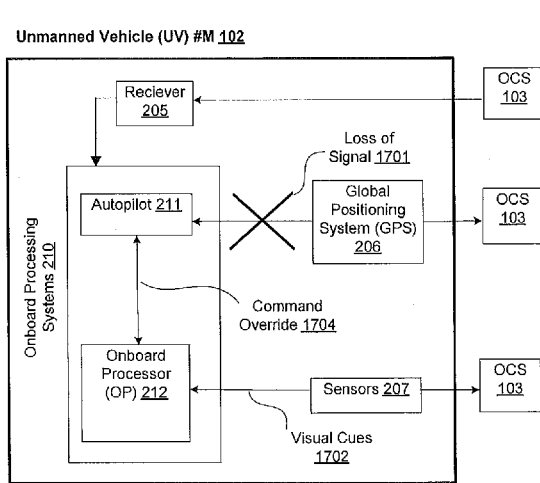 Unmanned Vehicle (UV) #M 102
Reciever
205
OCS
103
Loss of
Signal 1701
Autopilot 211
Global
Positioning
System (GPS)
206
OCS
103
Onboard Processing
Systems 210
Command
Override 1704
Onboard
Processor
(OP) 212
Sensors 207
OCS
103
Visual Cues
1702